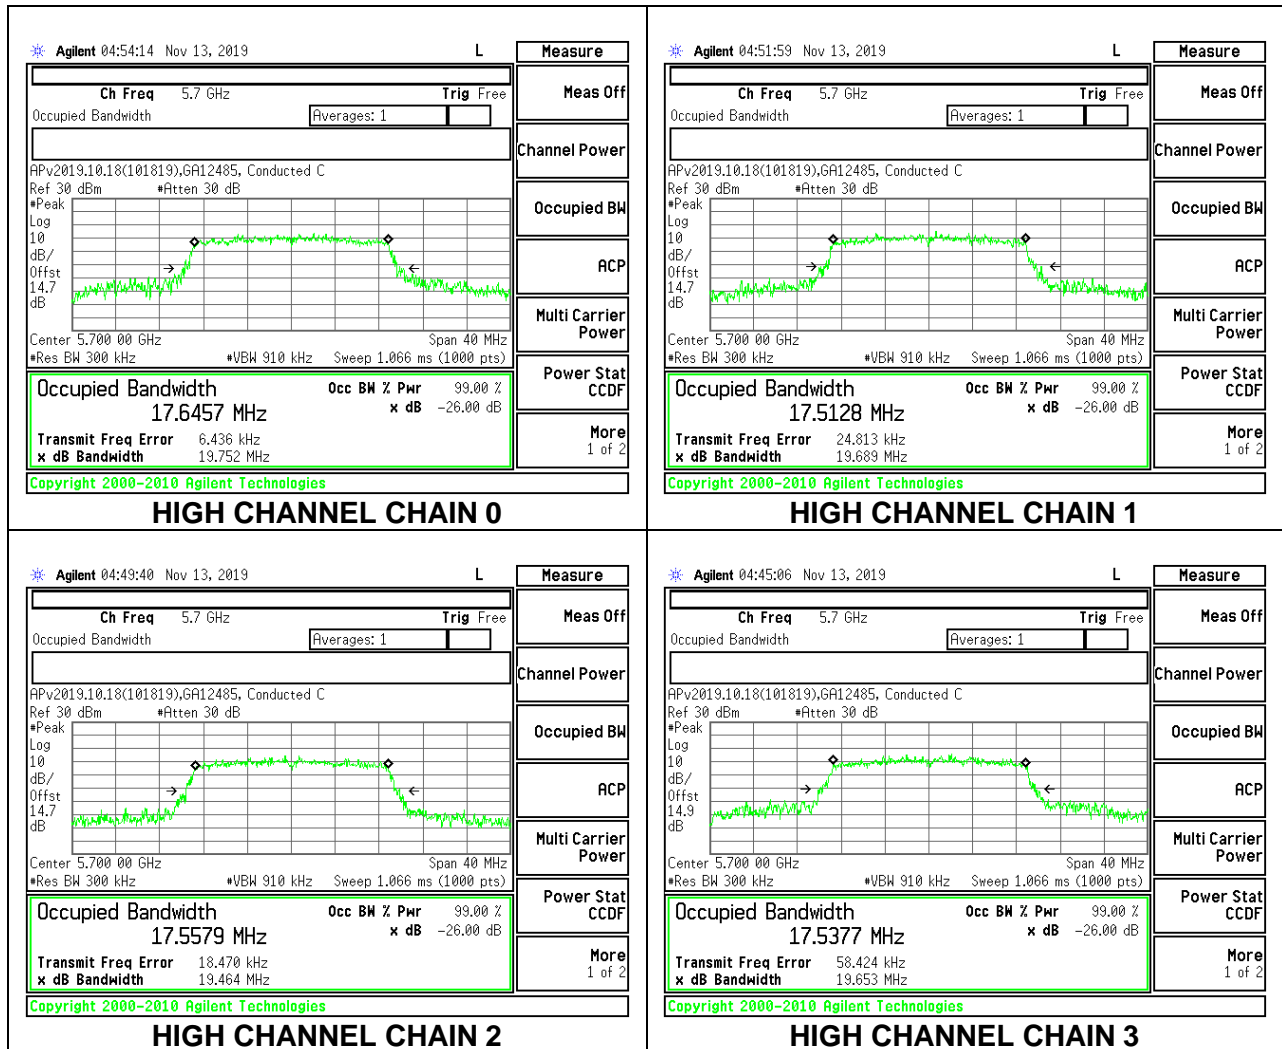 Agilent 04:54:14 Nov 13, 2019 L Measure
Ch Freq 5.7 GHz Trig Free
Occupied Bandwidth Averages: 1
APv2019.10.18(101819),GA12485, Conducted C
Ref 30 dBm #Atten 30 dB
#Peak
Log
10
dB/
Offst
14.7
dB
Center 5.700 00 GHz Span 40 MHz
#Res BW 300 kHz #VBW 910 kHz Sweep 1.066 ms (1000 pts)
Occupied Bandwidth Occ BW % Pwr 99.00 %
17.6457 MHz x dB -26.00 dB
Transmit Freq Error 6.436 kHz
x dB Bandwidth 19.752 MHz
Copyright 2000-2010 Agilent Technologies
Meas Off
Channel Power
Occupied BW
ACP
Multi Carrier
Power
Power Stat
CCDF
More
1 of 2
HIGH CHANNEL CHAIN 0
Agilent 04:51:59 Nov 13, 2019 L Measure
Ch Freq 5.7 GHz Trig Free
Occupied Bandwidth Averages: 1
APv2019.10.18(101819),GA12485, Conducted C
Ref 30 dBm #Atten 30 dB
#Peak
Log
10
dB/
Offst
14.7
dB
Center 5.700 00 GHz Span 40 MHz
#Res BW 300 kHz #VBW 910 kHz Sweep 1.066 ms (1000 pts)
Occupied Bandwidth Occ BW % Pwr 99.00 %
17.5128 MHz x dB -26.00 dB
Transmit Freq Error 24.813 kHz
x dB Bandwidth 19.689 MHz
Copyright 2000-2010 Agilent Technologies
Meas Off
Channel Power
Occupied BW
ACP
Multi Carrier
Power
Power Stat
CCDF
More
1 of 2
HIGH CHANNEL CHAIN 1
Agilent 04:49:40 Nov 13, 2019 L Measure
Ch Freq 5.7 GHz Trig Free
Occupied Bandwidth Averages: 1
APv2019.10.18(101819),GA12485, Conducted C
Ref 30 dBm #Atten 30 dB
#Peak
Log
10
dB/
Offst
14.7
dB
Center 5.700 00 GHz Span 40 MHz
#Res BW 300 kHz #VBW 910 kHz Sweep 1.066 ms (1000 pts)
Occupied Bandwidth Occ BW % Pwr 99.00 %
17.5579 MHz x dB -26.00 dB
Transmit Freq Error 18.470 kHz
x dB Bandwidth 19.464 MHz
Copyright 2000-2010 Agilent Technologies
Meas Off
Channel Power
Occupied BW
ACP
Multi Carrier
Power
Power Stat
CCDF
More
1 of 2
HIGH CHANNEL CHAIN 2
Agilent 04:45:06 Nov 13, 2019 L Measure
Ch Freq 5.7 GHz Trig Free
Occupied Bandwidth Averages: 1
APv2019.10.18(101819),GA12485, Conducted C
Ref 30 dBm #Atten 30 dB
#Peak
Log
10
dB/
Offst
14.9
dB
Center 5.700 00 GHz Span 40 MHz
#Res BW 300 kHz #VBW 910 kHz Sweep 1.066 ms (1000 pts)
Occupied Bandwidth Occ BW % Pwr 99.00 %
17.5377 MHz x dB -26.00 dB
Transmit Freq Error 58.424 kHz
x dB Bandwidth 19.653 MHz
Copyright 2000-2010 Agilent Technologies
Meas Off
Channel Power
Occupied BW
ACP
Multi Carrier
Power
Power Stat
CCDF
More
1 of 2
HIGH CHANNEL CHAIN 3